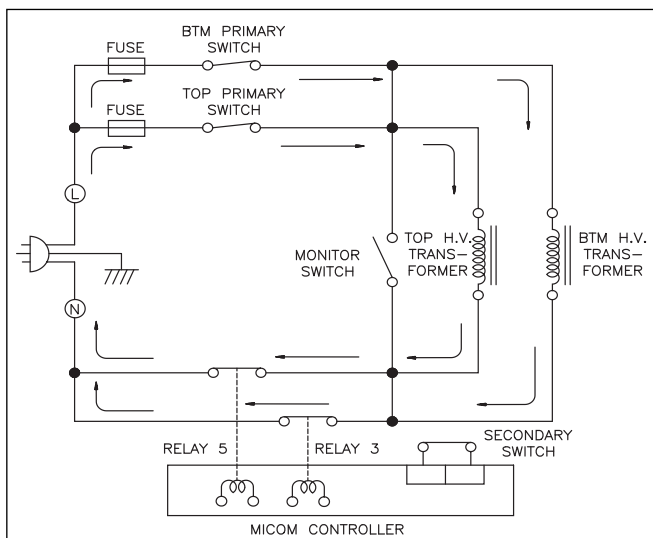 BTM PRIMARY
SWITCH
FUSE
TOP PRIMARY
SWITCH
FUSE
L
TOP H.V.
TRANS-
FORMER
BTM H.V.
TRANS-
FORMER
MONITOR
SWITCH
N
SECONDARY
SWITCH
RELAY 5
RELAY 3
MICOM CONTROLLER